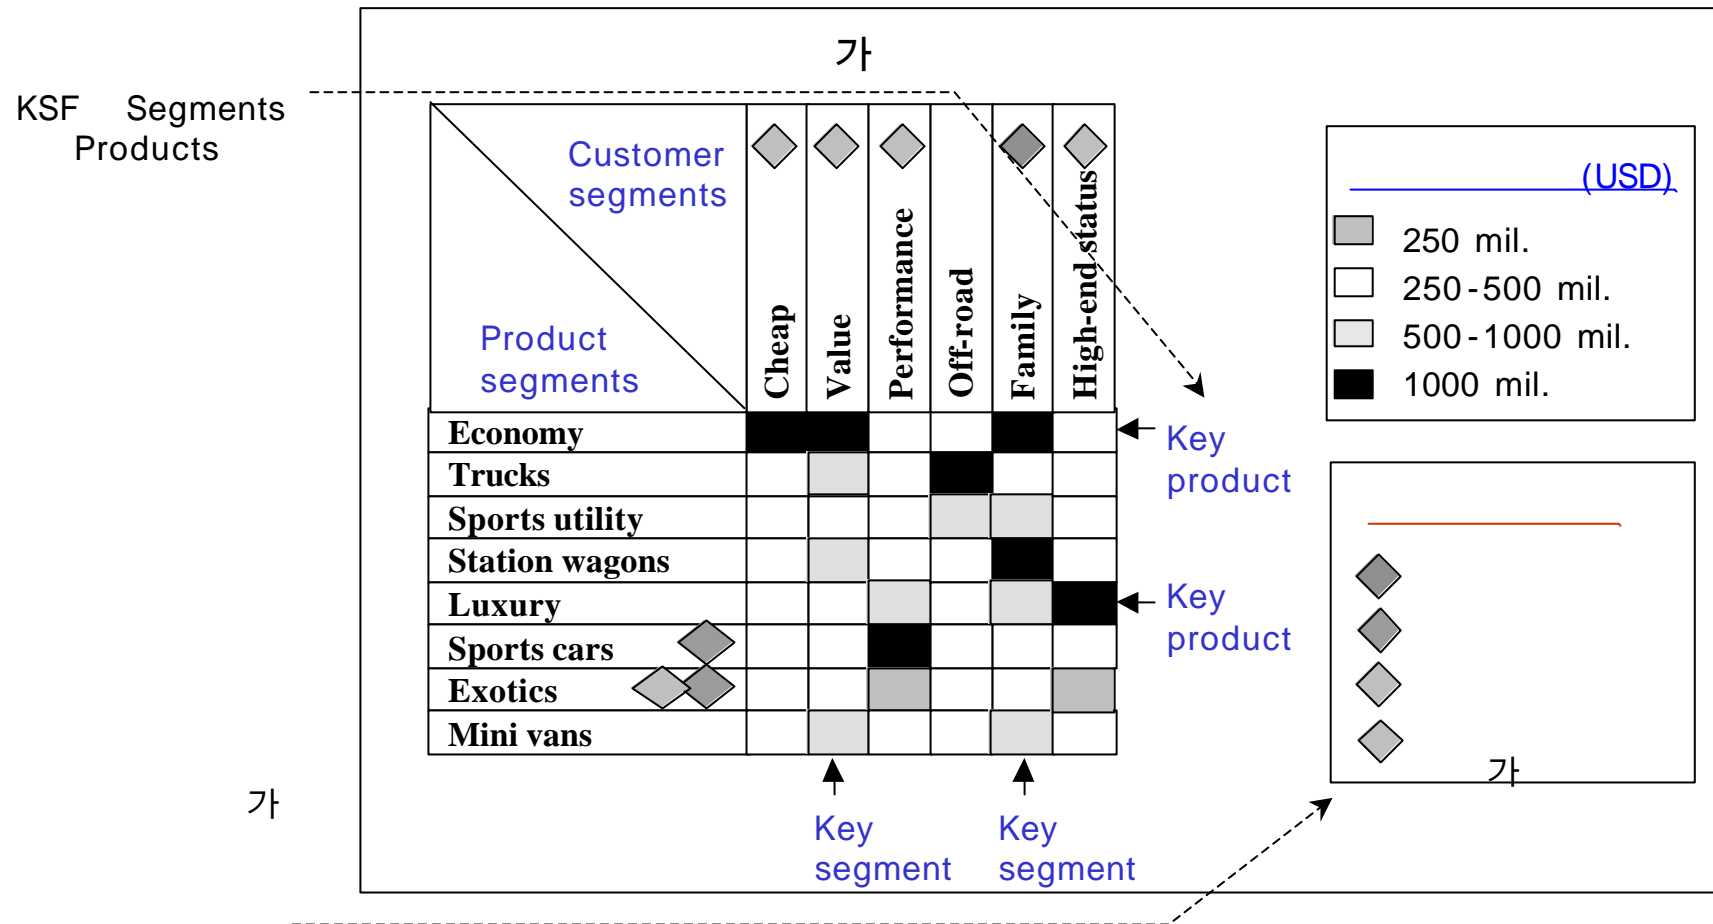 가
KSF Segments
Products
Customer
segments
Product
segments
Cheap
Value
Performance
Off-road
Family
High-end status
Economy
Trucks
Sports utility
Station wagons
Luxury
Sports cars
Exotics
Mini vans
Key
product
Key
product
Key
segment
Key
segment
(USD)
250 mil.
250-500 mil.
500-1000 mil.
1000 mil.
가
가